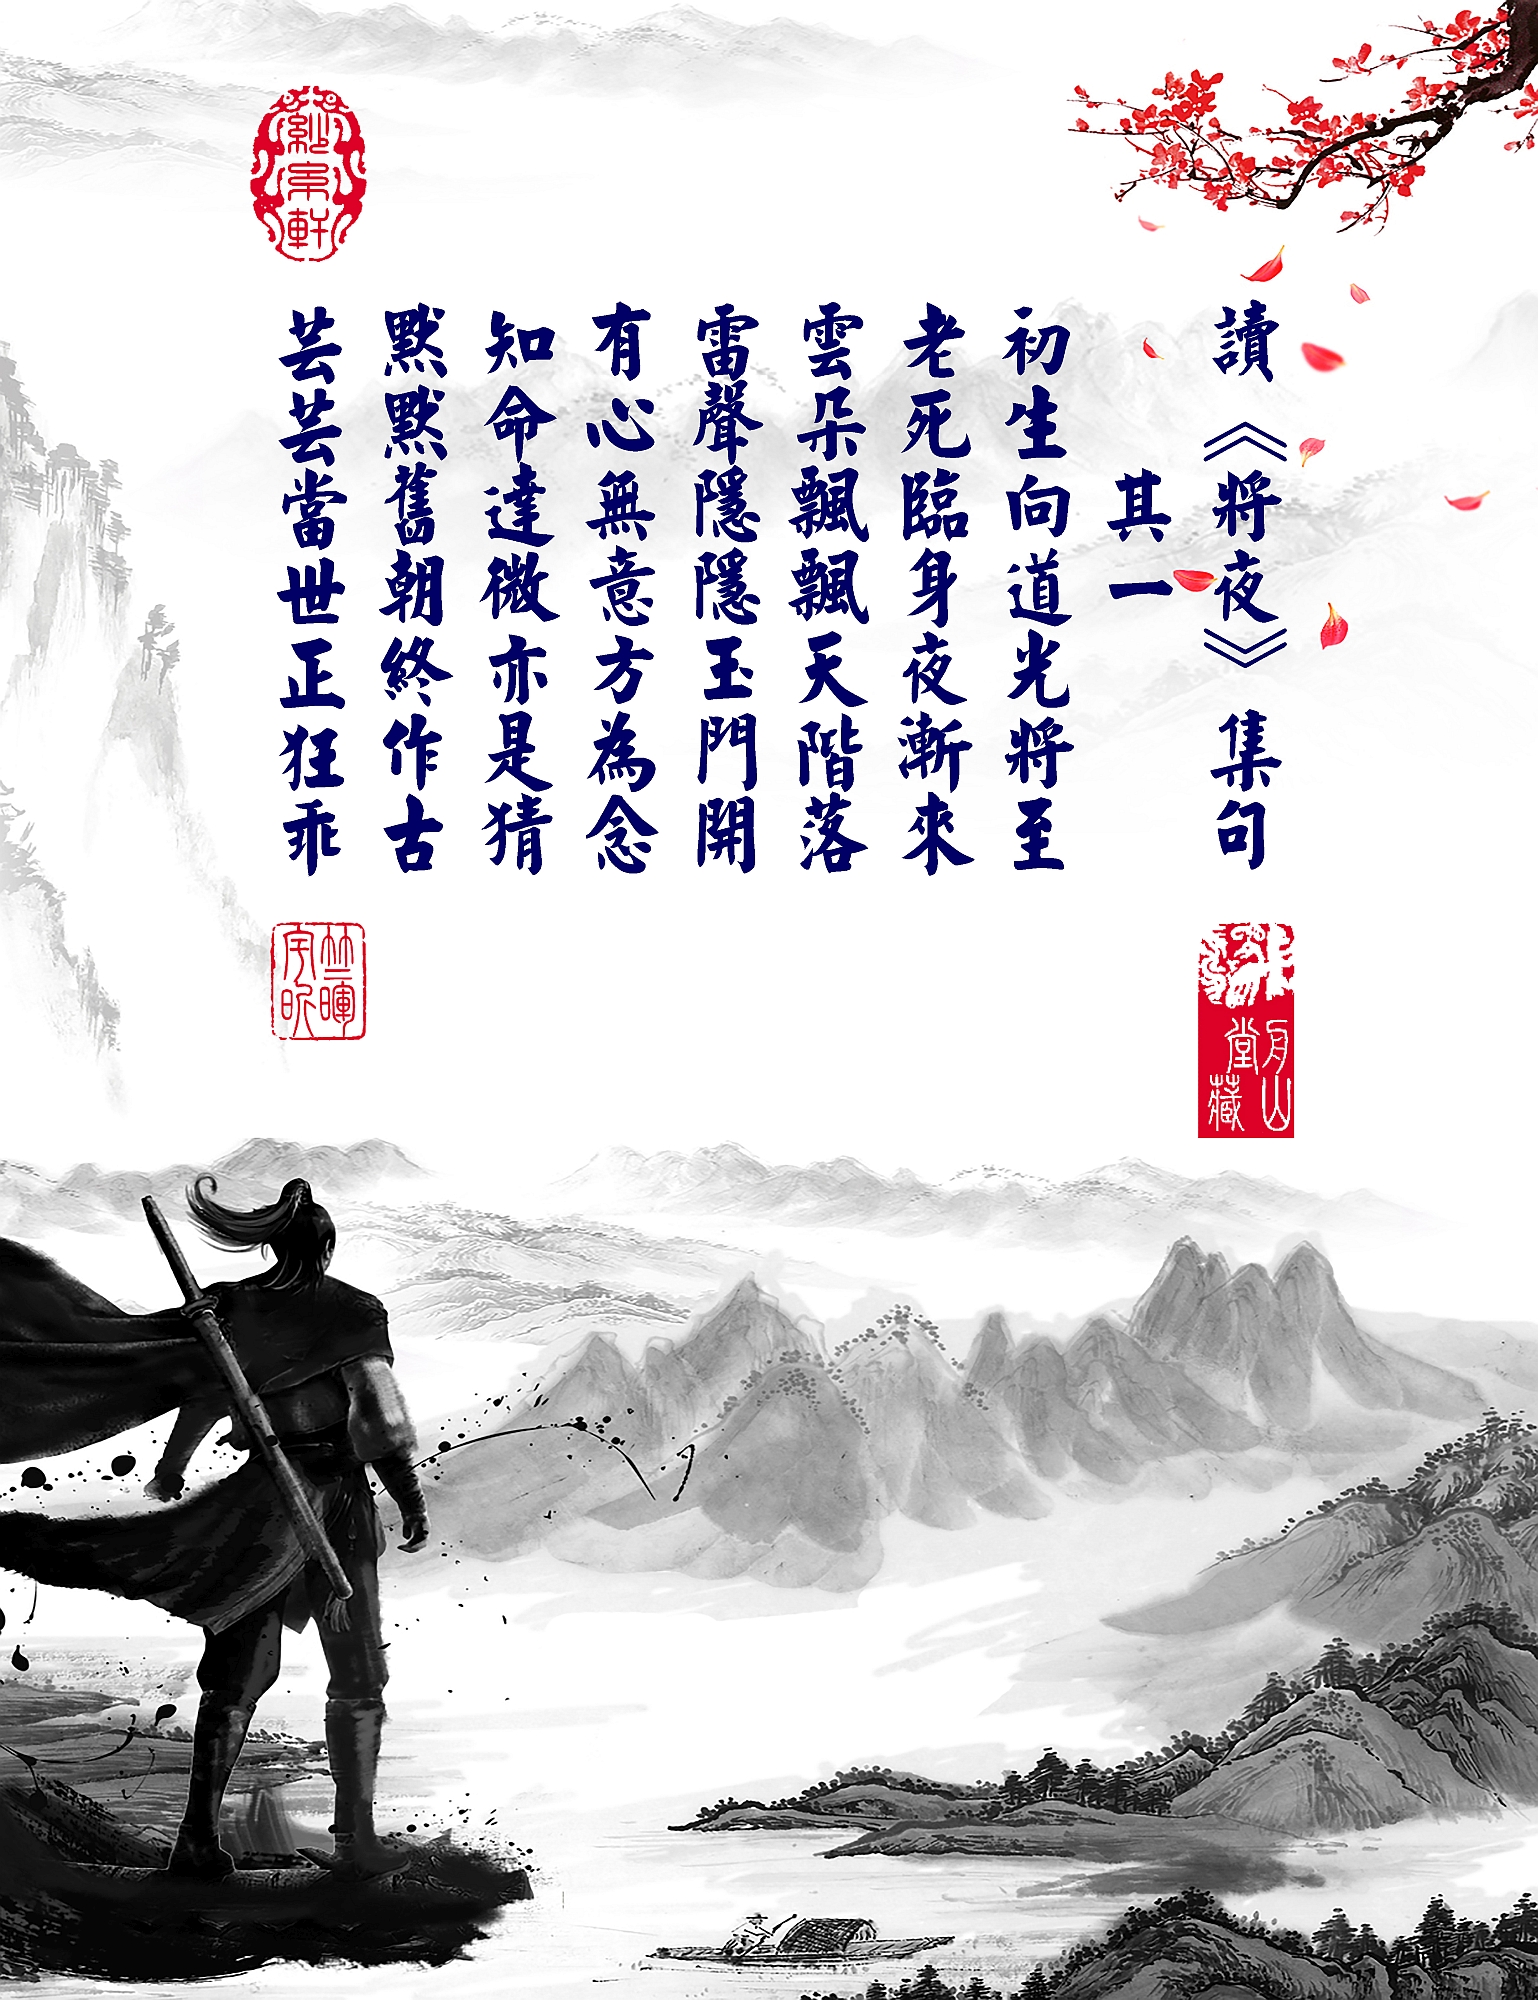 讀《將夜》集句
其一
初生向道光將至
老死臨身夜漸來
雲朵飄飄天階落
雷聲隱隱玉門開
有心無意方為念
知命達微亦是猜
默默舊朝終作古
芸芸當世正狂乖